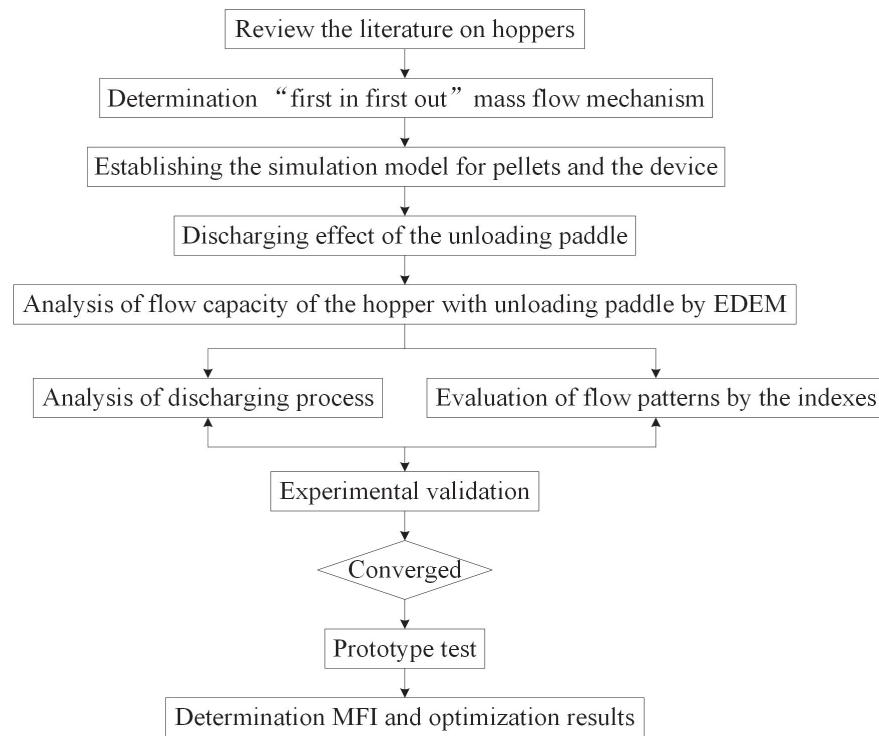 Review the literature on hoppers
Determination “first in first out” mass flow mechanism
Establishing the simulation model for pellets and the device
Discharging effect of the unloading paddle
Analysis of flow capacity of the hopper with unloading paddle by EDEM
Analysis of discharging process
Evaluation of flow patterns by the indexes
Experimental validation
Converged
Prototype test
Determination MFI and optimization results